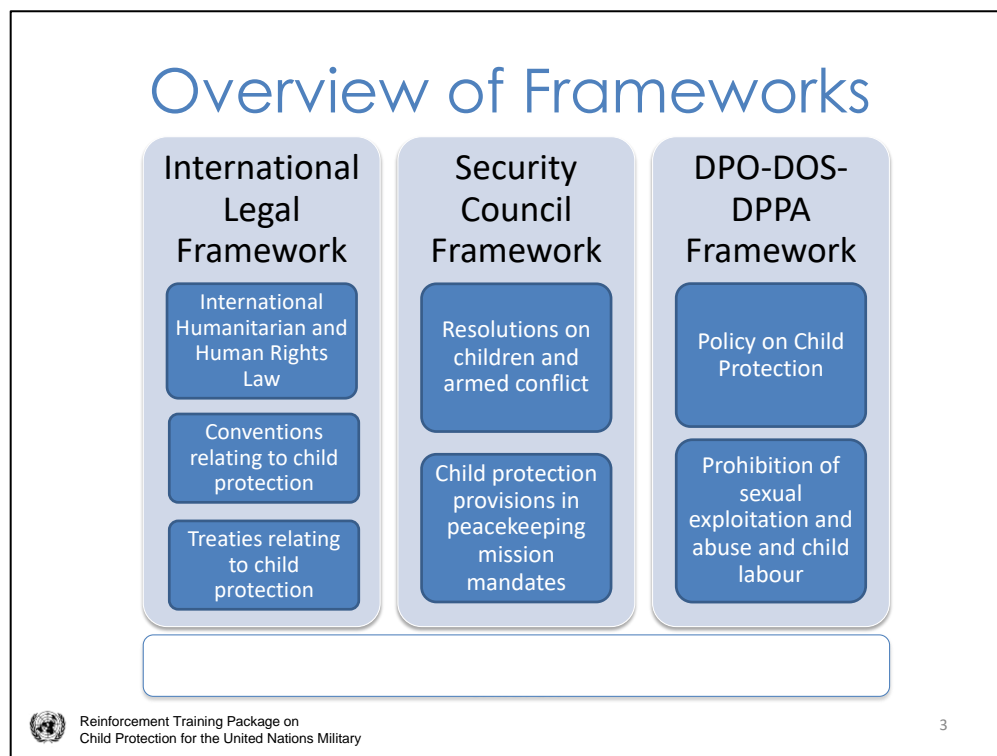 Overview of Frameworks
International
Legal
Framework
International
Humanitarian and
Human Rights
Law
Conventions
relating to child
protection
Treaties relating
to child
protection
Security
Council
Framework
Resolutions on
children and
armed conflict
Child protection
provisions in
peacekeeping
mission
mandates
DPO-DOS-
DPPA
Framework
Policy on Child
Protection
Prohibition of
sexual
exploitation and
abuse and child
labour
Reinforcement Training Package on
Child Protection for the United Nations Military
3